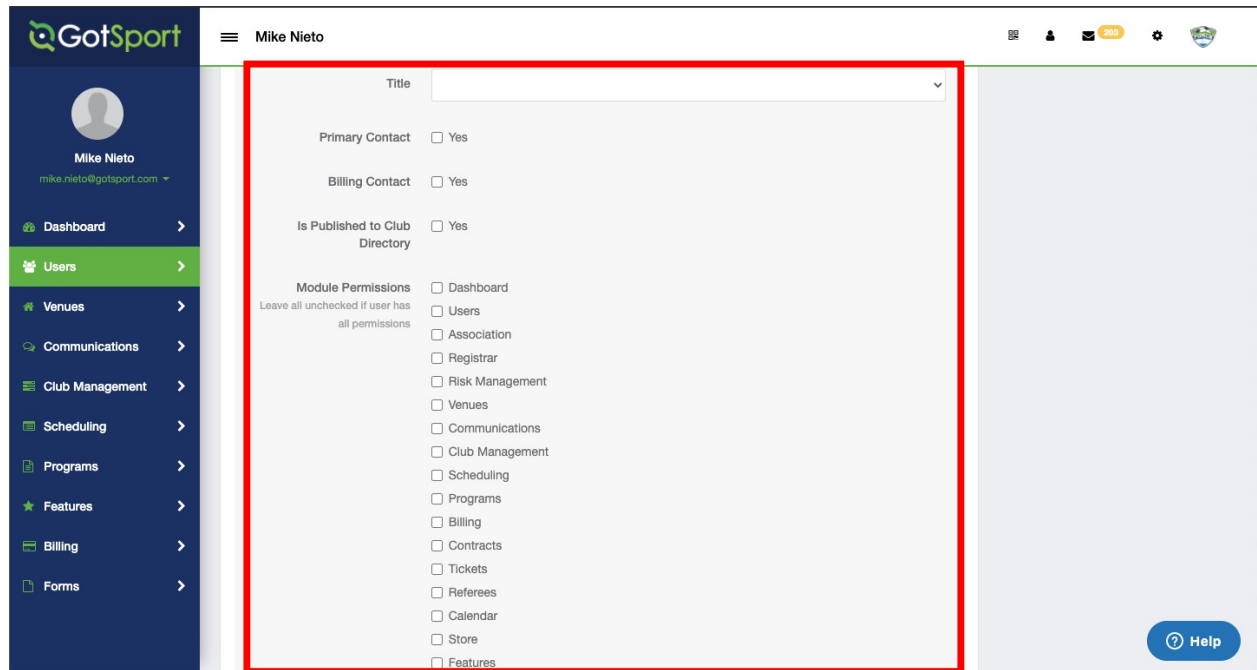 GotSport
Mike Nieto
203
Mike Nieto
mike.nieto@gotsport.com
Dashboard
Users
Venues
Communications
Club Management
Scheduling
Programs
Features
Billing
Forms
Title
Primary Contact
Yes
Billing Contact
Yes
Is Published to Club
Directory
Yes
Module Permissions
Leave all unchecked if user has
all permissions
Dashboard
Users
Association
Registrar
Risk Management
Venues
Communications
Club Management
Scheduling
Programs
Billing
Contracts
Tickets
Referees
Calendar
Store
Features
Help